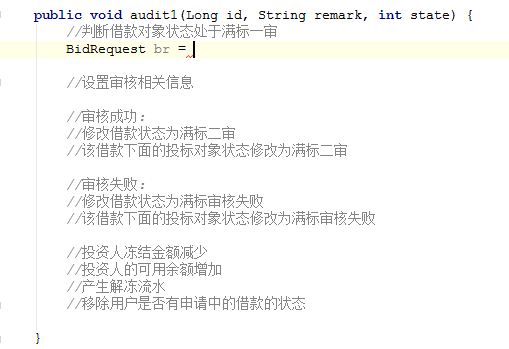 public void audit1(Long id, String remark, int state) {
//判断借款对象状态处于满标一审
BidRequest br =
//设置审核相关信息
//审核成功:
//修改借款状态为满标二审
//该借款下面的投标对象状态修改为满标二审
//审核失败:
//修改借款状态为满标审核失败
//该借款下面的投标对象状态修改为满标审核失败
//投资人冻结金额减少
//投资人的可用余额增加
//产生解冻流水
//移除用户是否有申请中的借款的状态
}